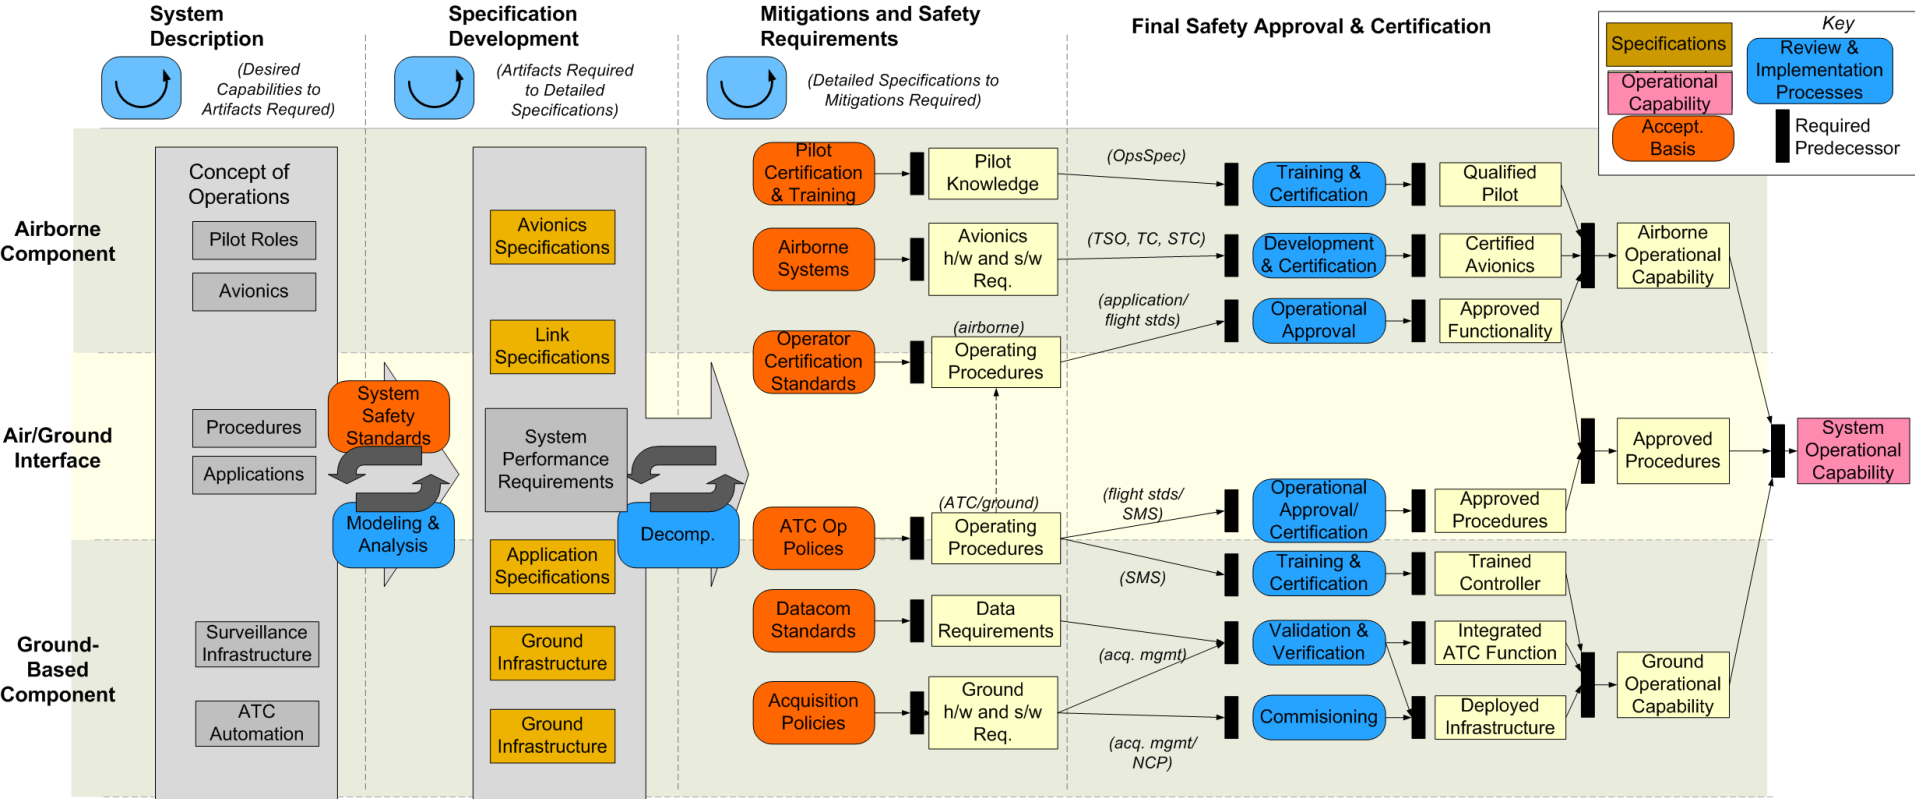 System
Description
(Desired
Capabilities to
Artifacts Requred)
Specification
Development
(Artifacts Required
to Detailed
Specifications)
Mitigations and Safety
Requirements
(Detailed Specifications to
Mitigations Required)
Final Safety Approval & Certification
Key
Specifications
Operational
Capability
Accept.
Basis
Review &
Implementation
Processes
Required
Predecessor
Airborne
Component
Air/Ground
Interface
Ground-
Based
Component
Concept of
Operations
Pilot Roles
Avionics
Procedures
Applications
Surveillance
Infrastructure
ATC
Automation
System
Safety
Standards
Modeling &
Analysis
Avionics
Specifications
Link
Specifications
System
Performance
Requirements
Application
Specifications
Ground
Infrastructure
Ground
Infrastructure
Decomp.
Pilot
Certification
& Training
Pilot
Knowledge
(OpsSpec)
Training &
Certification
Qualified
Pilot
Airborne
Systems
Avionics
h/w and s/w
Req.
(TSO, TC, STC)
Development
& Certification
Certified
Avionics
Airborne
Operational
Capability
Operator
Certification
Standards
(airborne)
Operating
Procedures
(application/
flight stds)
Operational
Approval
Approved
Functionality
Approved
Procedures
System
Operational
Capability
ATC Op
Polices
(ATC/ground)
Operating
Procedures
(flight stds/
SMS)
Operational
Approval/
Certification
Approved
Procedures
(SMS)
Training &
Certification
Trained
Controller
Datacom
Standards
Data
Requirements
(acq. mgmt)
Validation &
Verification
Integrated
ATC Function
Ground
Operational
Capability
Acquisition
Policies
Ground
h/w and s/w
Req.
(acq. mgmt/
NCP)
Commisioning
Deployed
Infrastructure